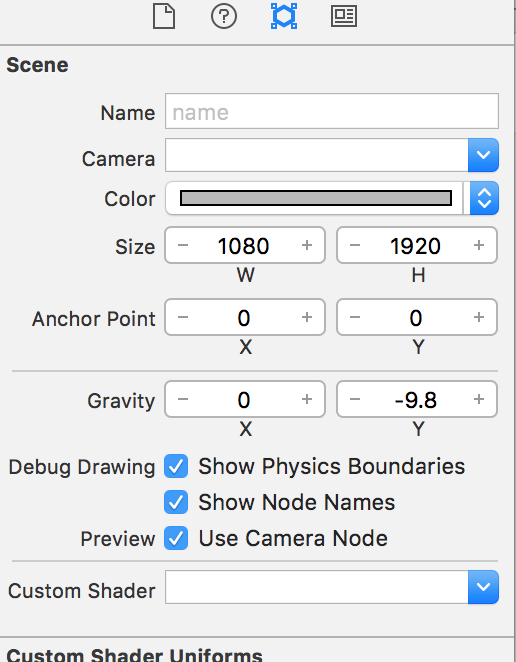 Scene
Name name
Camera
Color
Size − 1080 + − 1920 +
W H
Anchor Point − 0 + − 0 +
X Y
Gravity − 0 + − -9.8 +
X Y
Debug Drawing Show Physics Boundaries
Show Node Names
Preview Use Camera Node
Custom Shader
Custom Shader Uniforms